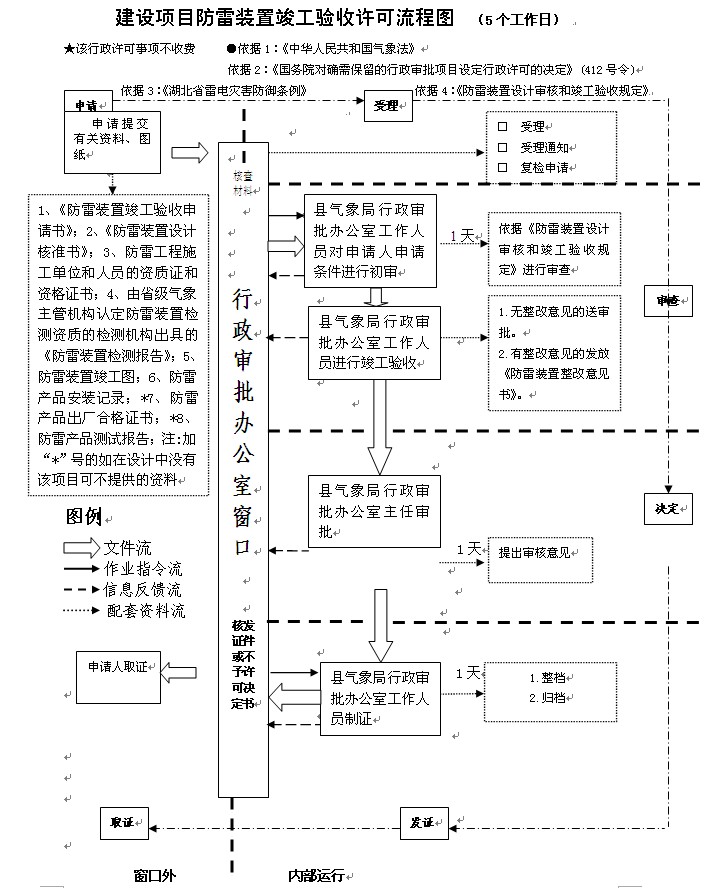 建设项目防雷装置竣工验收许可流程图 （5个工作日）
★该行政许可事项不收费 ●依据1：《中华人民共和国气象法》
依据2：《国务院对确需保留的行政审批项目设定行政许可的决定》(412号令)
依据3：《湖北省雷电灾害防御条例》 依据4：《防雷装置设计审核和竣工验收规定》
申请
受理
申请提交
有关资料、图
纸
□ 受理
□ 受理通知
□ 复检申请
核查
材料
1、《防雷装置竣工验收申
请书》；2、《防雷装置设计
核准书》；3、防雷工程施
工单位和人员的资质证和
资格证书；4、由省级气象
主管机构认定防雷装置检
测资质的检测机构出具的
《防雷装置检测报告》；5、
防雷装置竣工图；6、防雷
产品安装记录；*7、防雷
产品出厂合格证书；*8、
防雷产品测试报告；注:加
“*”号的如在设计中没有
该项目可不提供的资料
县气象局行政审
批办公室工作人
员对申请人申请
条件进行初审
1天
依据《防雷装置设计
审核和竣工验收规
定》进行审查
审查
县气象局行政审
批办公室工作人
员进行竣工验收
1.无整改意见的送审
批。
2.有整改意见的发放
《防雷装置整改意见
书》。
行政审批办公室窗口
县气象局行政审
批办公室主任审
批
决定
1天
提出审核意见
图例
文件流
作业指令流
信息反馈流
配套资料流
核发
证件
或不
予许
可决
定书
申请人取证
县气象局行政审
批办公室工作人
员制证
1天
1.整档
2.归档
取证
发证
窗口外
内部运行